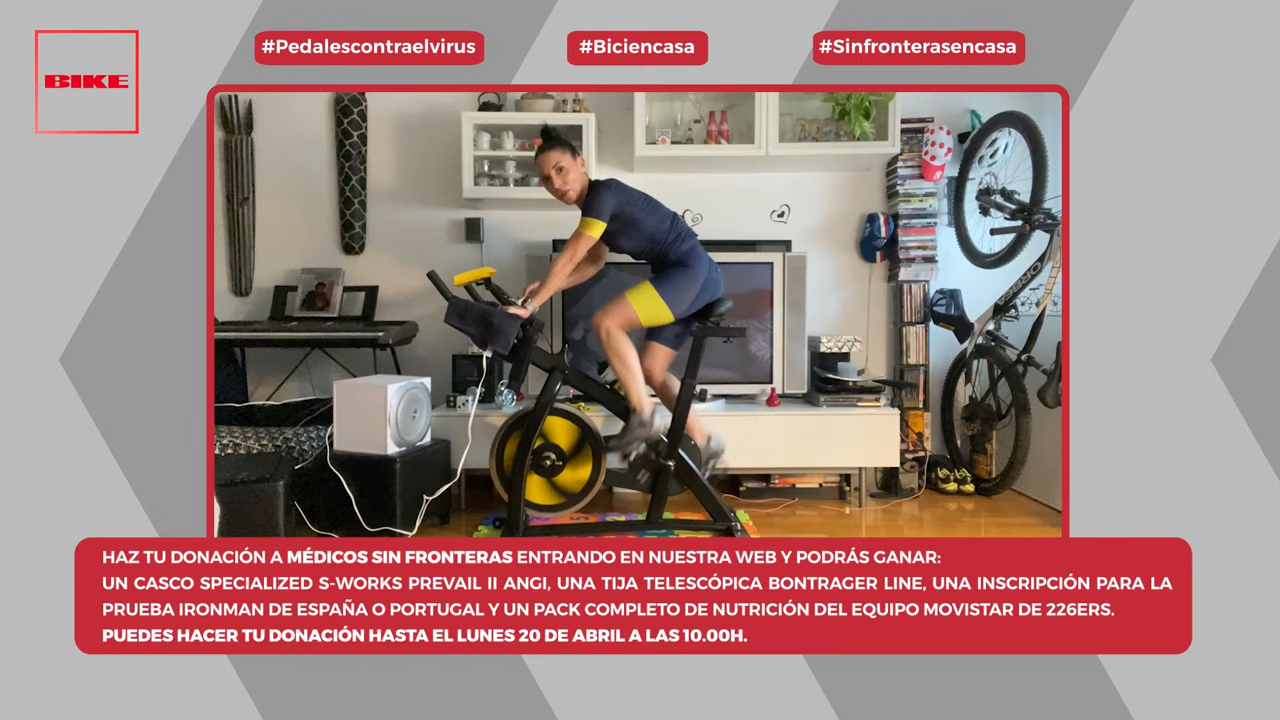 #Pedalescontraelvirus
#Biciencasa
#Sinfronterasencasa
BIKE
ORBEA
HAZ TU DONACIÓN A MÉDICOS SIN FRONTERAS ENTRANDO EN NUESTRA WEB Y PODRÁS GANAR:
UN CASCO SPECIALIZED S-WORKS PREVAIL II ANGI, UNA TIJA TELESCÓPICA BONTRAGER LINE, UNA INSCRIPCIÓN PARA LA
PRUEBA IRONMAN DE ESPAÑA O PORTUGAL Y UN PACK COMPLETO DE NUTRICIÓN DEL EQUIPO MOVISTAR DE 226ERS.
PUEDES HACER TU DONACIÓN HASTA EL LUNES 20 DE ABRIL A LAS 10.00H.